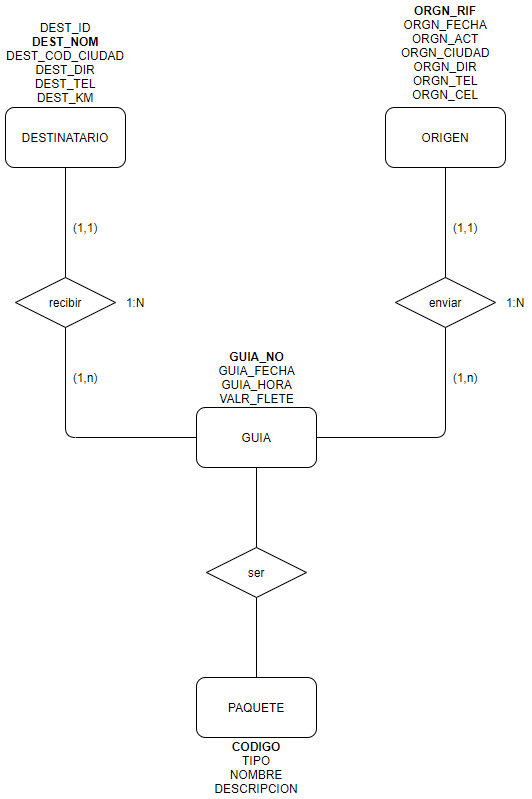 DEST_ID
DEST_NOM
DEST_COD_CIUDAD
DEST_DIR
DEST_TEL
DEST_KM
DESTINATARIO
ORGN_RIF
ORGN_FECHA
ORGN_ACT
ORGN_CIUDAD
ORGN_DIR
ORGN_TEL
ORGN_CEL
ORIGEN
(1,1)
(1,1)
recibir
1:N
enviar
1:N
(1,n)
(1,n)
GUIA_NO
GUIA_FECHA
GUIA_HORA
VALR_FLETE
GUIA
ser
PAQUETE
CODIGO
TIPO
NOMBRE
DESCRIPCION